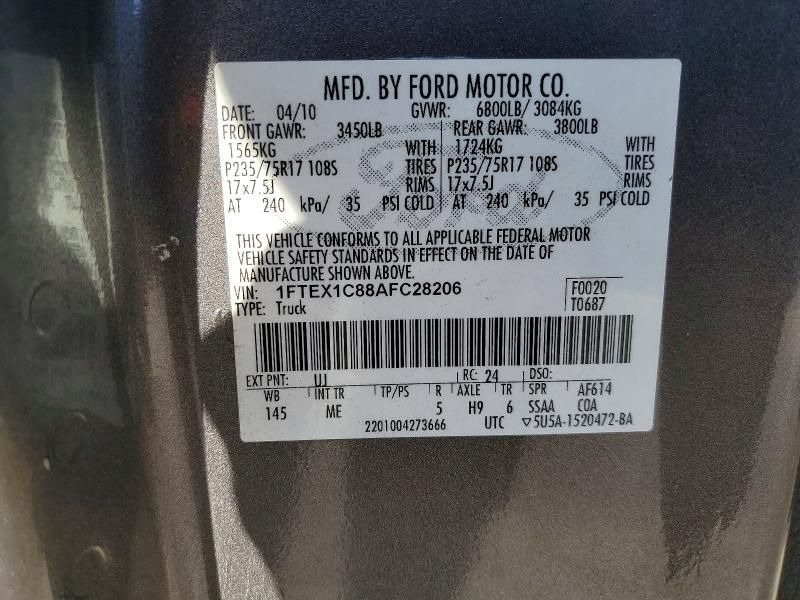 MFD. BY FORD MOTOR CO.
DATE: 04/10 GVWR: 6800LB/ 3084KG
FRONT GAWR: 3450LB REAR GAWR: 3800LB
1565KG WITH 1724KG WITH
P235/75R17 108S TIRES P235/75R17 108S TIRES
17x7.5J RIMS 17x7.5J RIMS
AT 240 kPa/ 35 PSI COLD AT 240 kPa/ 35 PSI COLD
Ford
THIS VEHICLE CONFORMS TO ALL APPLICABLE FEDERAL MOTOR
VEHICLE SAFETY STANDARDS IN EFFECT ON THE DATE OF
MANUFACTURE SHOWN ABOVE.
VIN: 1FTEX1C88AFC28206 F0020
TYPE: Truck T0687
EXT PNT: UJ RC: 24 DSO:
WB INT TR TP/PS R AXLE TR SPR AF614
145 ME 5 H9 6 SSAA COA
2201004273666 UTC ▽5U5A-1520472-BA